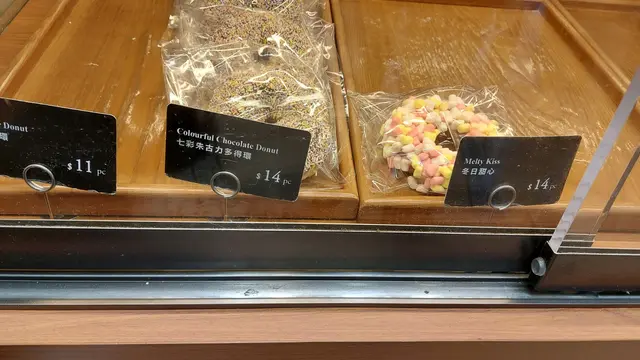 Donut
$11 pc
Colourful Chocolate Donut
七彩朱古力多得環
$14 pc
Melty Kiss
冬日甜心
$14 pc